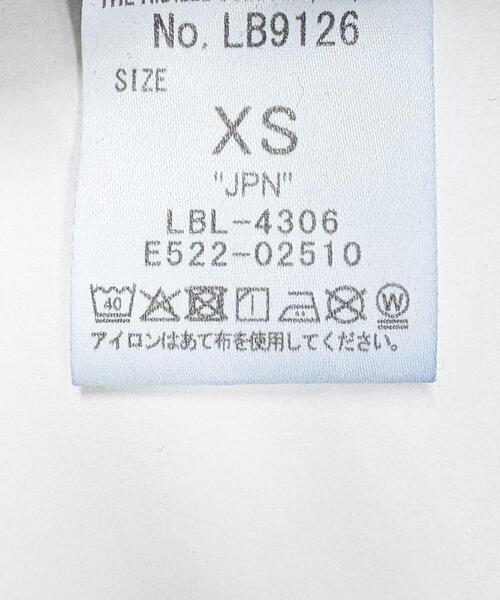 No. LB9126
SIZE
XS
"JPN"
LBL-4306
E522-02510
40 W
アイロンはあて布を使用してください。